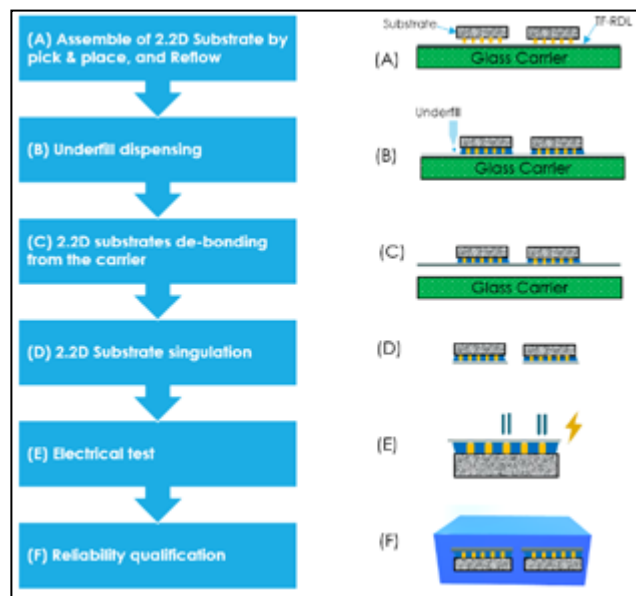 (A) Assemble of 2.2D Substrate by
pick & place, and Reflow
(B) Underfill dispensing
(C) 2.2D substrates de-bonding
from the carrier
(D) 2.2D Substrate singulation
(E) Electrical test
(F) Reliability qualification
Substrate
TF-RDL
(A)
Glass Carrier
Underfill
(B)
Glass Carrier
(C)
Glass Carrier
(D)
(E)
(F)